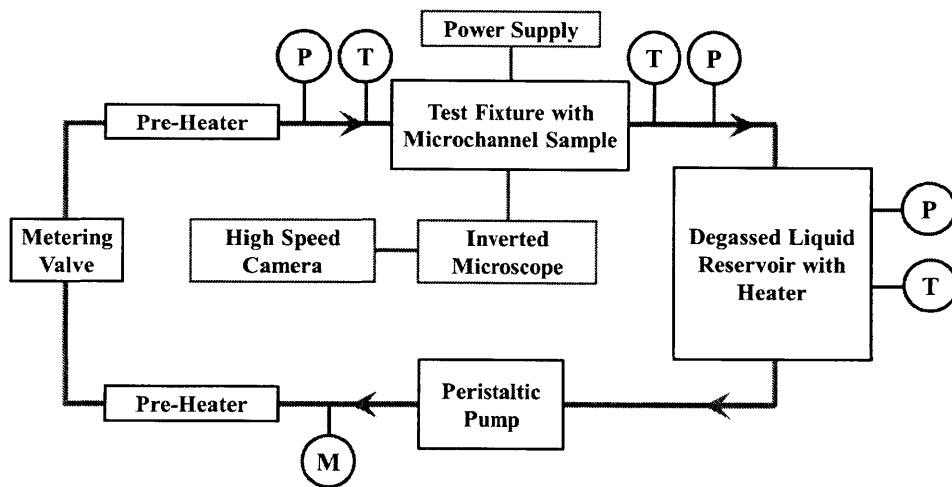 Power Supply
P
T
T
P
Pre-Heater
Test Fixture with
Microchannel Sample
P
Metering
Valve
High Speed
Camera
Inverted
Microscope
Degassed Liquid
Reservoir with
Heater
T
Pre-Heater
Peristaltic
Pump
M